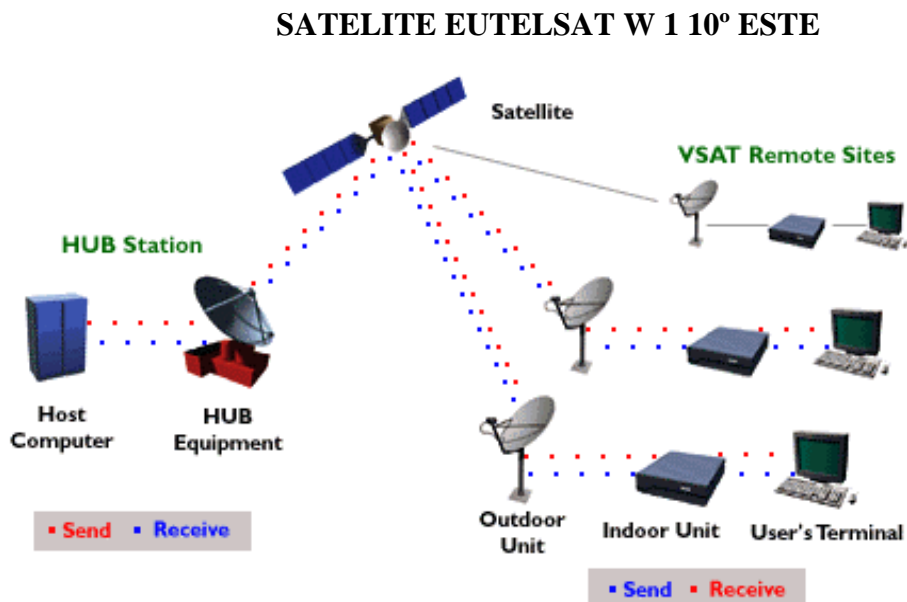 SATELITE EUTELSAT W 1 10º ESTE
Satellite
VSAT Remote Sites
HUB Station
Host
Computer
HUB
Equipment
Outdoor
Unit
Indoor Unit
User's Terminal
Send Receive
Send Receive